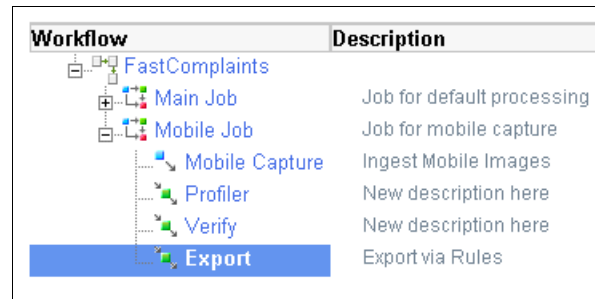 Workflow Description
FastComplaints
Main Job Job for default processing
Mobile Job Job for mobile capture
Mobile Capture Ingest Mobile Images
Profiler New description here
Verify New description here
Export Export via Rules